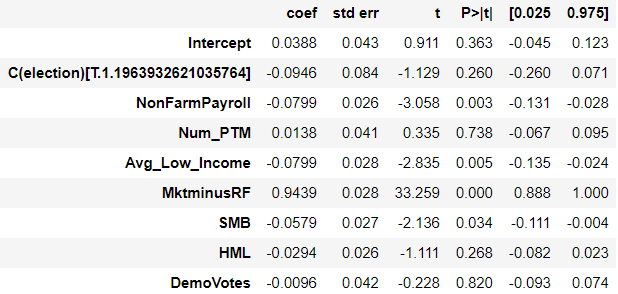 coef std err t P>|t| [0.025 0.975]
Intercept 0.0388 0.043 0.911 0.363 -0.045 0.123
C(election)[T.1.1963932621035764] -0.0946 0.084 -1.129 0.260 -0.260 0.071
NonFarmPayroll -0.0799 0.026 -3.058 0.003 -0.131 -0.028
Num_PTM 0.0138 0.041 0.335 0.738 -0.067 0.095
Avg_Low_Income -0.0799 0.028 -2.835 0.005 -0.135 -0.024
MktminusRF 0.9439 0.028 33.259 0.000 0.888 1.000
SMB -0.0579 0.027 -2.136 0.034 -0.111 -0.004
HML -0.0294 0.026 -1.111 0.268 -0.082 0.023
DemoVotes -0.0096 0.042 -0.228 0.820 -0.093 0.074